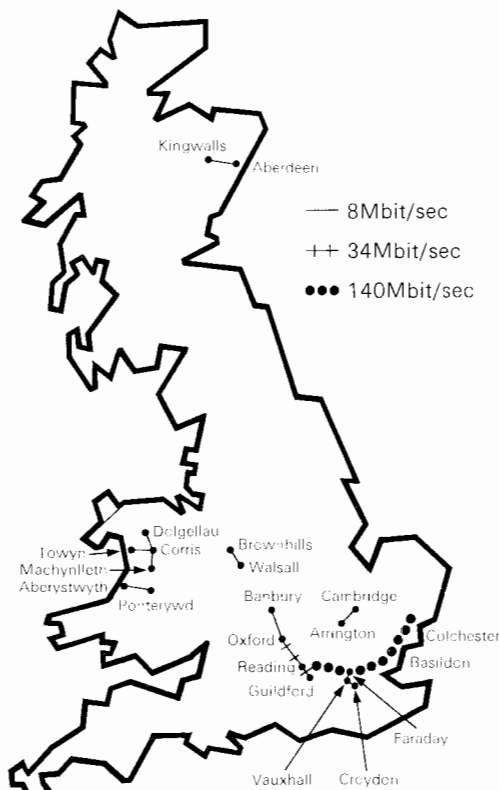 Kingwalls
Aberdeen
8Mbit/sec
34Mbit/sec
140Mbit/sec
Dolgellau
Towyn
Corris
Machynlleth
Aberystwyth
Ponterywd
Brownhills
Walsall
Banbury
Cambridge
Arrington
Oxford
Colchester
Reading
Basildon
Guildford
Faraday
Vauxhall
Croydon